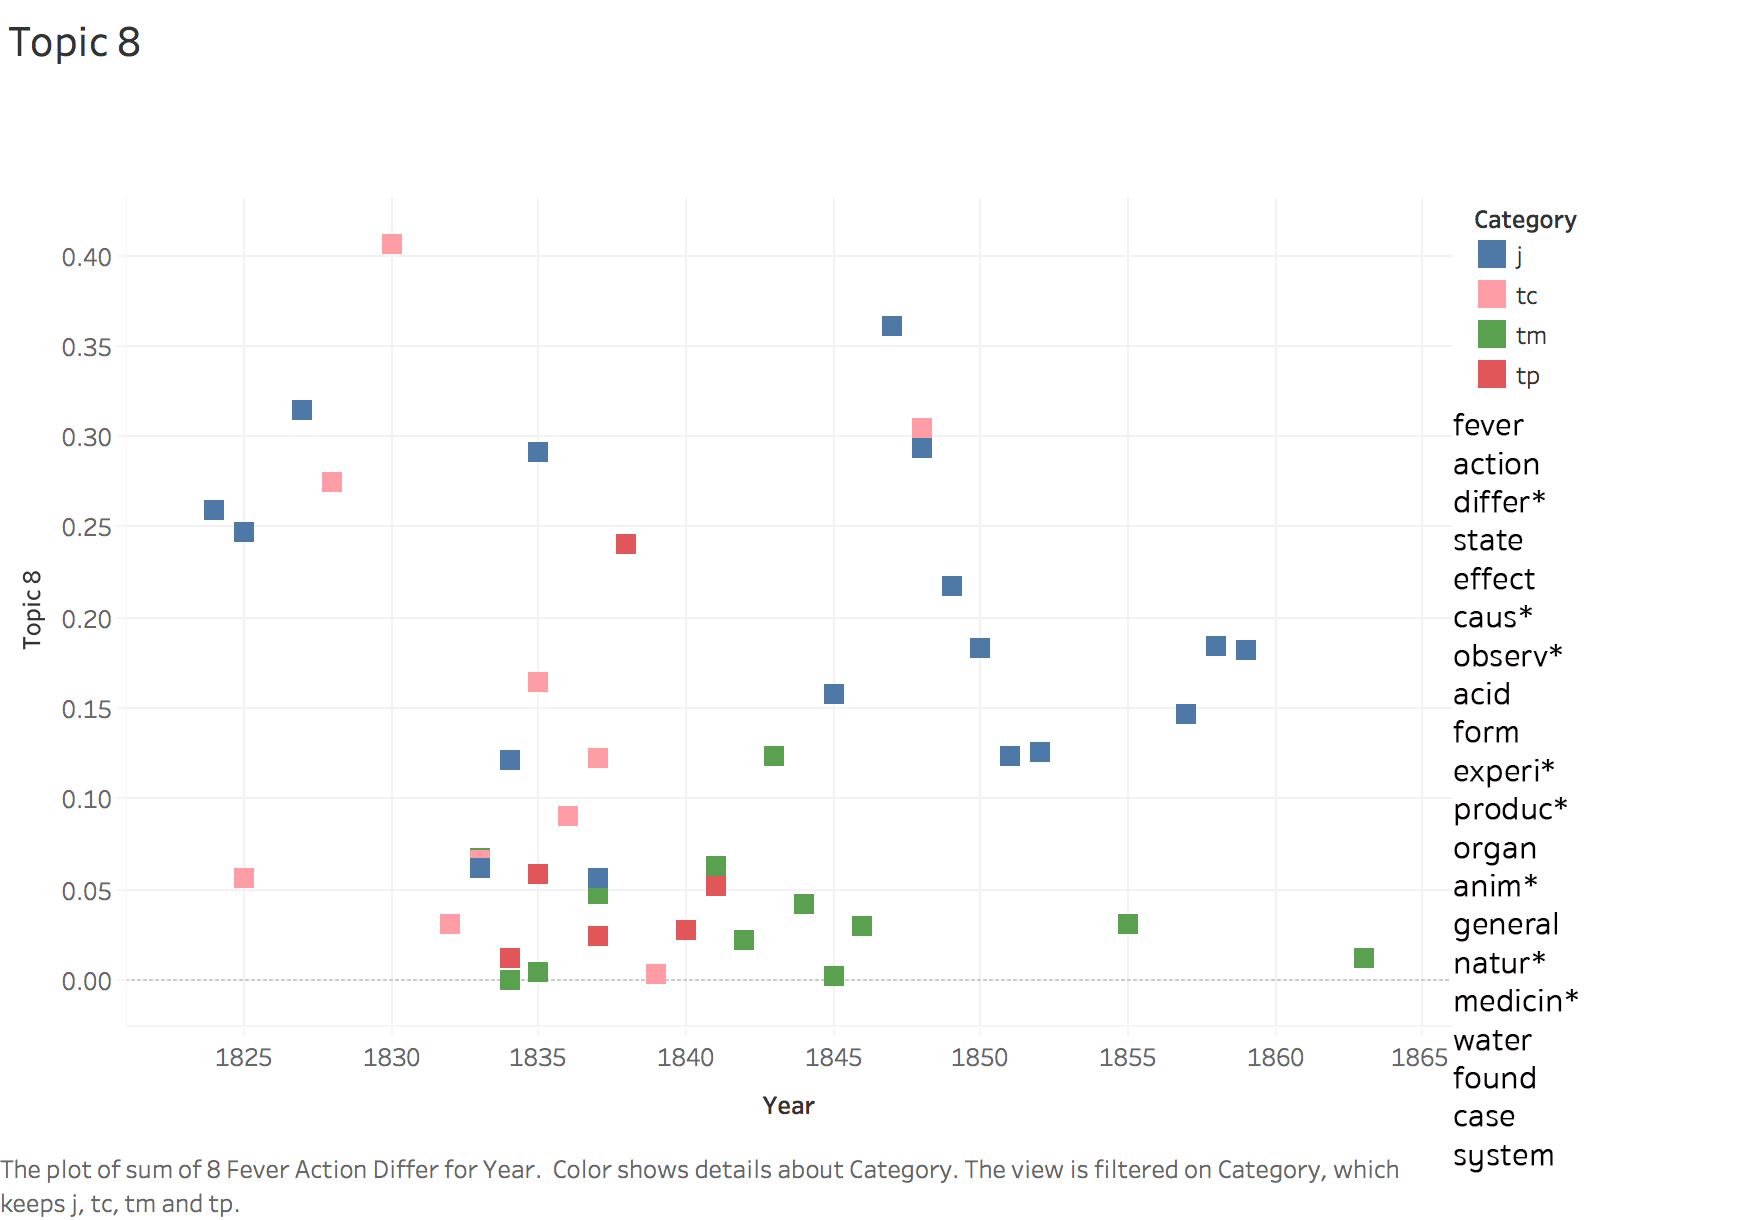 Topic 8
Category
j
tc
tm
tp
fever
action
differ*
state
effect
caus*
observ*
acid
form
experi*
produc*
organ
anim*
general
natur*
medicin*
water
found
case
system
Topic 8
0.40
0.35
0.30
0.25
0.20
0.15
0.10
0.05
0.00
1825 1830 1835 1840 1845 1850 1855 1860 1865
Year
The plot of sum of 8 Fever Action Differ for Year.  Color shows details about Category. The view is filtered on Category, which
keeps j, tc, tm and tp.